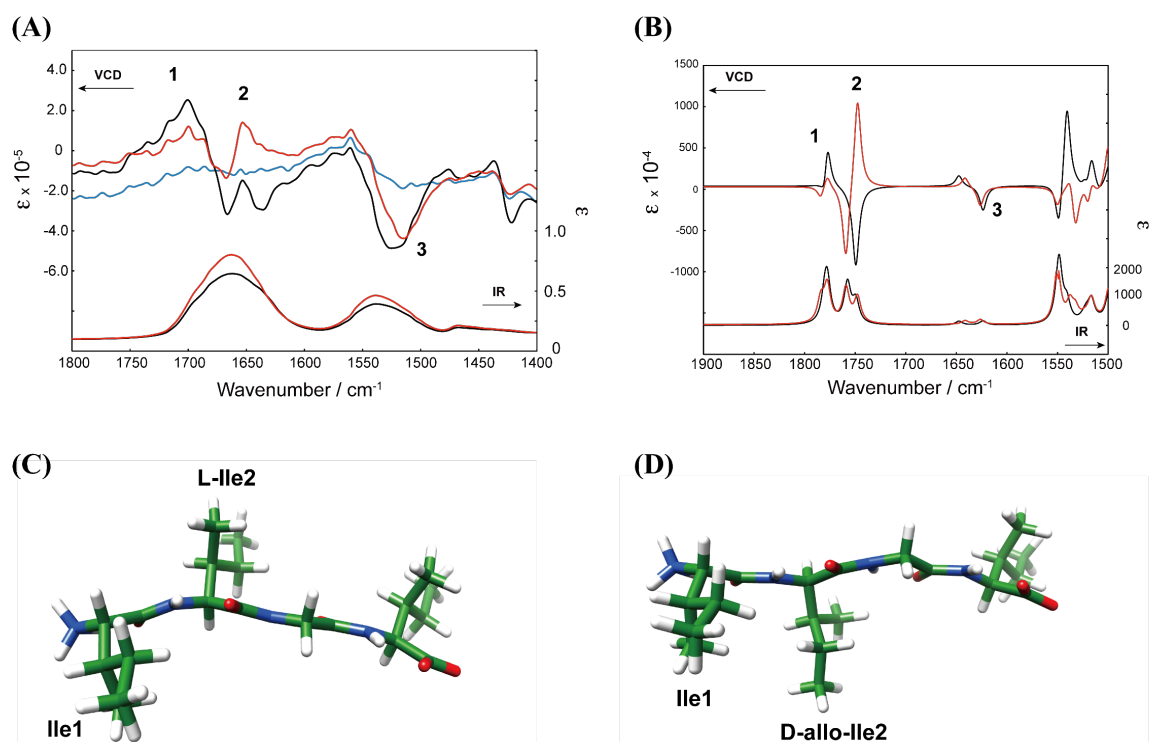 (A)
4.0
2.0
0
-2.0
-4.0
-6.0
ε x 10-5
VCD
1
2
3
IR
1.0
0.5
0
ε
1800 1750 1700 1650 1600 1550 1500 1450 1400
Wavenumber / cm-1
(B)
1500
1000
500
0
-500
-1000
ε x 10-4
VCD
1
2
3
IR
2000
1000
0
ε
1900 1850 1800 1750 1700 1650 1600 1550 1500
Wavenumber / cm-1
(C)
L-Ile2
Ile1
(D)
Ile1
D-allo-Ile2